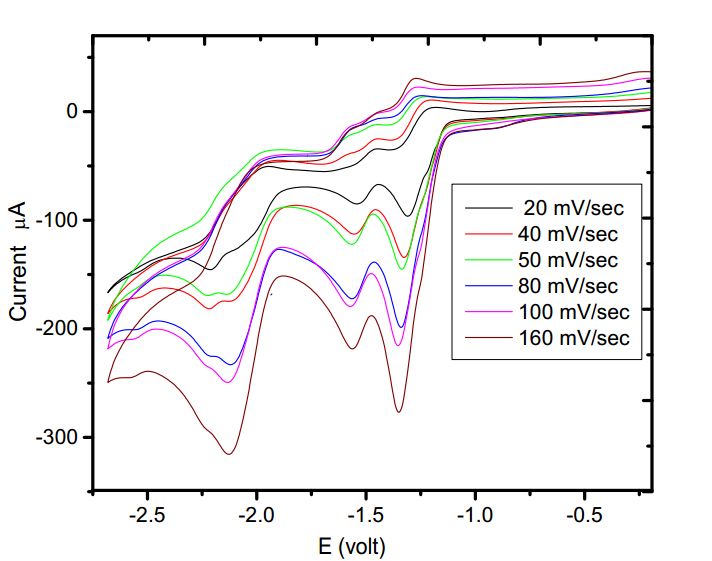 0
-100
-200
-300
Current µA
20 mV/sec
40 mV/sec
50 mV/sec
80 mV/sec
100 mV/sec
160 mV/sec
-2.5 -2.0 -1.5 -1.0 -0.5
E (volt)